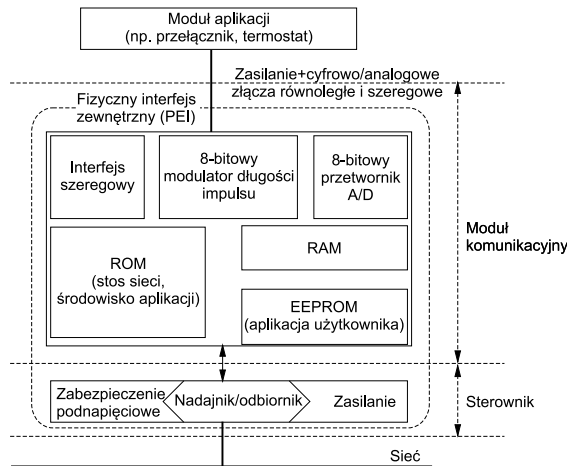 Moduł aplikacji
(np. przełącznik, termostat)
Zasilanie+cyfrowo/analogowe
złącza równoległe i szeregowe
Fizyczny interfejs
zewnętrzny (PEI)
Interfejs
szeregowy
8-bitowy
modulator długości
impulsu
8-bitowy
przetwornik
A/D
Moduł
komunikacyjny
ROM
(stos sieci,
środowisko aplikacji)
RAM
EEPROM
(aplikacja użytkownika)
Zabezpieczenie
podnapięciowe
Nadajnik/odbiornik
Zasilanie
Sterownik
Sieć